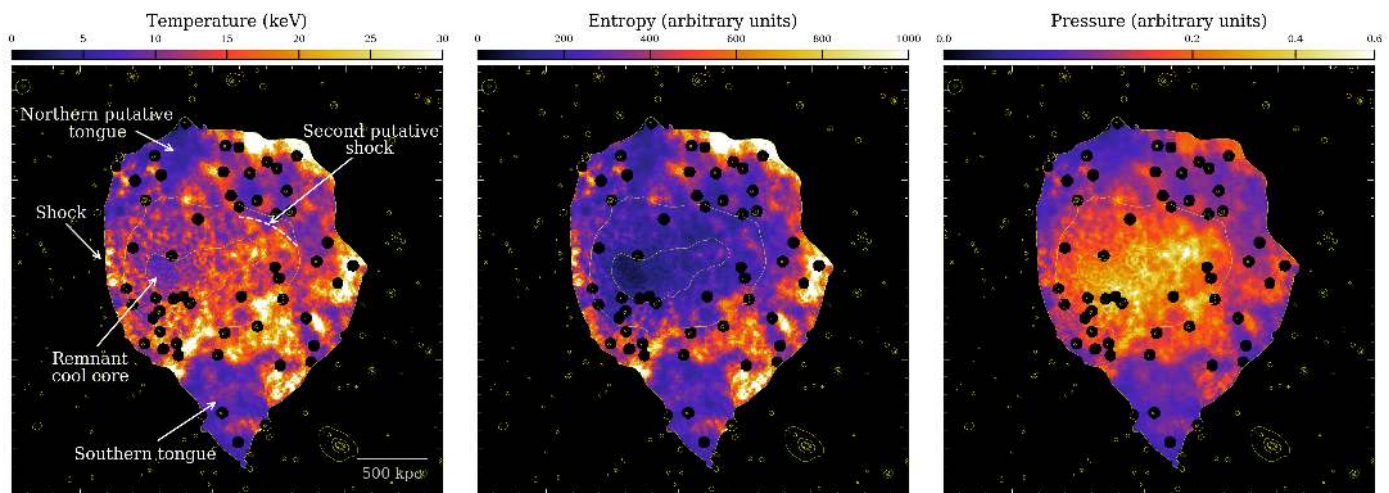 Temperature (keV)
0 5 10 15 20 25 30
Northern putative
tongue
Second putative
shock
Shock
Remnant
cool core
Southern tongue
500 kpc
Entropy (arbitrary units)
0 200 400 600 800 1000
Pressure (arbitrary units)
0.0 0.2 0.4 0.6